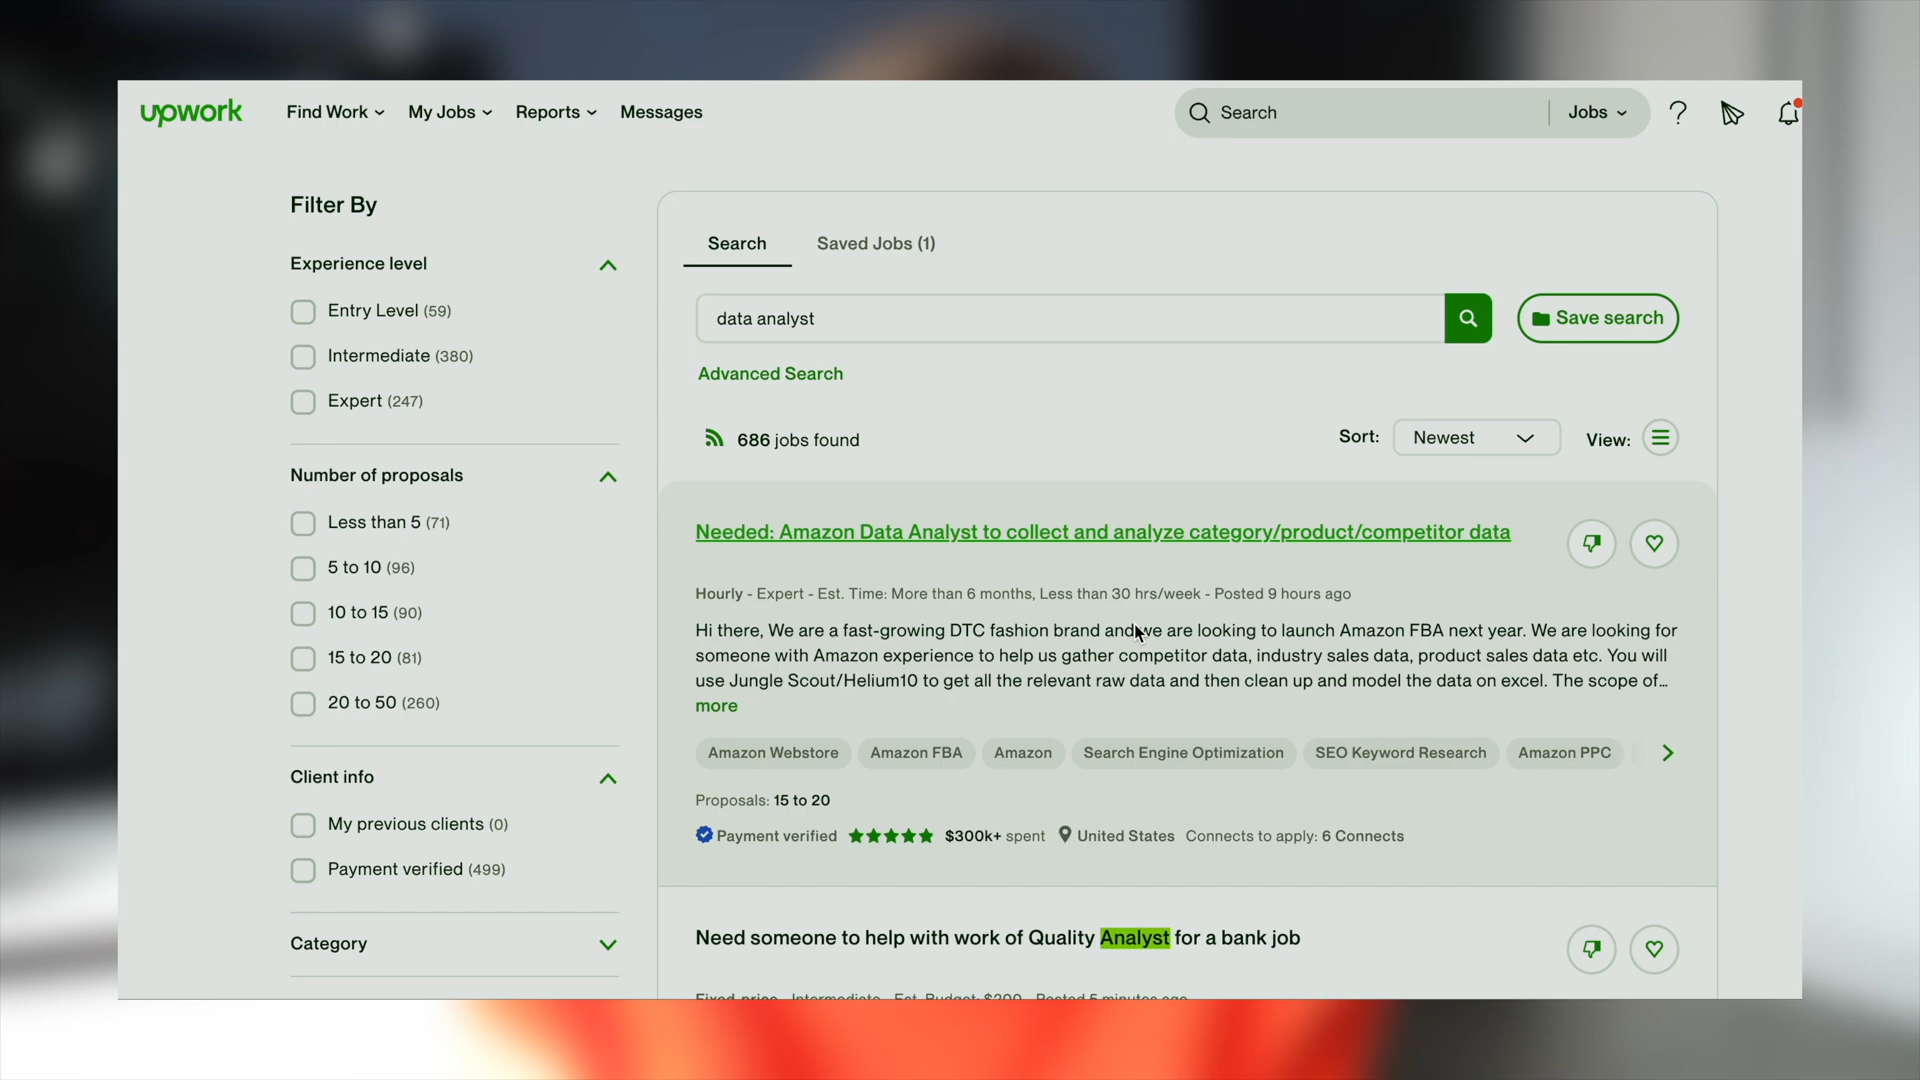 upwork
Find Work
My Jobs
Reports
Messages
Search
Jobs
Filter By
Experience level
Entry Level (59)
Intermediate (380)
Expert (247)
Number of proposals
Less than 5 (71)
5 to 10 (96)
10 to 15 (90)
15 to 20 (81)
20 to 50 (260)
Client info
My previous clients (0)
Payment verified (499)
Category
Search
Saved Jobs (1)
data analyst
Save search
Advanced Search
686 jobs found
Sort:
Newest
View:
Needed: Amazon Data Analyst to collect and analyze category/product/competitor data
Hourly - Expert - Est. Time: More than 6 months, Less than 30 hrs/week - Posted 9 hours ago
Hi there, We are a fast-growing DTC fashion brand and we are looking to launch Amazon FBA next year. We are looking for
someone with Amazon experience to help us gather competitor data, industry sales data, product sales data etc. You will
use Jungle Scout/Helium10 to get all the relevant raw data and then clean up and model the data on excel. The scope of…
more
Amazon Webstore
Amazon FBA
Amazon
Search Engine Optimization
SEO Keyword Research
Amazon PPC
Proposals: 15 to 20
Payment verified
$300k+ spent
United States
Connects to apply: 6 Connects
Need someone to help with work of Quality Analyst for a bank job
Fixed-price - Intermediate - Est. Budget: $200 - Posted 5 minutes ago